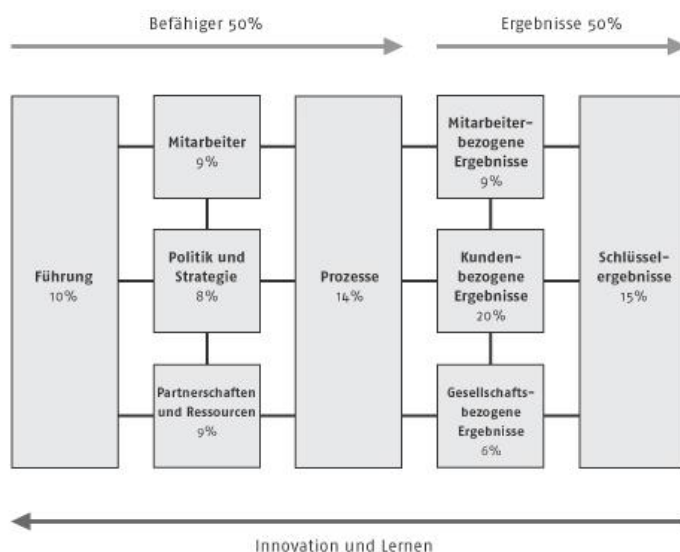 Befähiger 50%
Ergebnisse 50%
Führung
10%
Mitarbeiter
9%
Politik und
Strategie
8%
Partnerschaften
und Ressourcen
9%
Prozesse
14%
Mitarbeiter-
bezogene
Ergebnisse
9%
Kunden-
bezogene
Ergebnisse
20%
Gesellschafts-
bezogene
Ergebnisse
6%
Schlüssel-
ergebnisse
15%
Innovation und Lernen